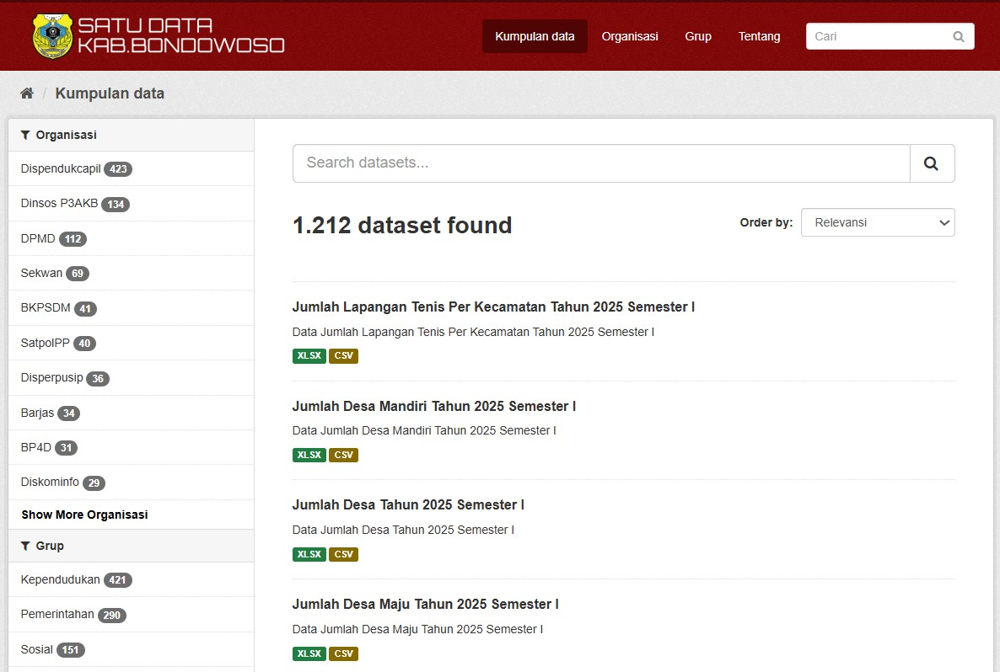 SATU DATA
KAB.BONDOWOSO
Kumpulan data
Organisasi
Grup
Tentang
Cari
/ Kumpulan data
Organisasi
Dispendukcapil 423
Dinsos P3AKB 134
DPMD 112
Sekwan 69
BKPSDM 41
SatpolPP 40
Disperpusip 36
Barjas 34
BP4D 31
Diskominfo 29
Show More Organisasi
Grup
Kependudukan 421
Pemerintahan 290
Sosial 151
Search datasets...
1.212 dataset found
Order by: Relevansi
Jumlah Lapangan Tenis Per Kecamatan Tahun 2025 Semester I
Data Jumlah Lapangan Tenis Per Kecamatan Tahun 2025 Semester I
XLSX CSV
Jumlah Desa Mandiri Tahun 2025 Semester I
Data Jumlah Desa Mandiri Tahun 2025 Semester I
XLSX CSV
Jumlah Desa Tahun 2025 Semester I
Data Jumlah Desa Tahun 2025 Semester I
XLSX CSV
Jumlah Desa Maju Tahun 2025 Semester I
Data Jumlah Desa Maju Tahun 2025 Semester I
XLSX CSV